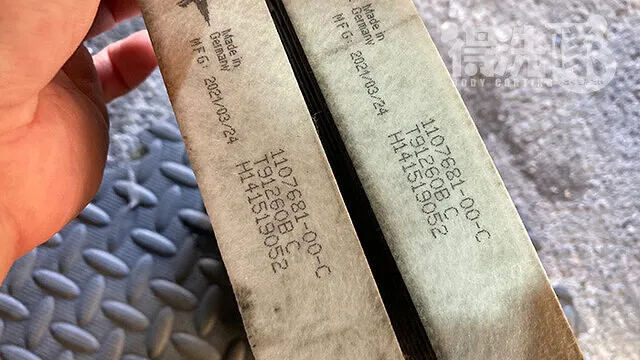 Made in
Germany
MFG: 2021/03/24
1107681-00-C
T91260B C
H141519052
Made in
Germany
MFG: 2021/03/24
1107681-00-C
T91260B C
H141519052